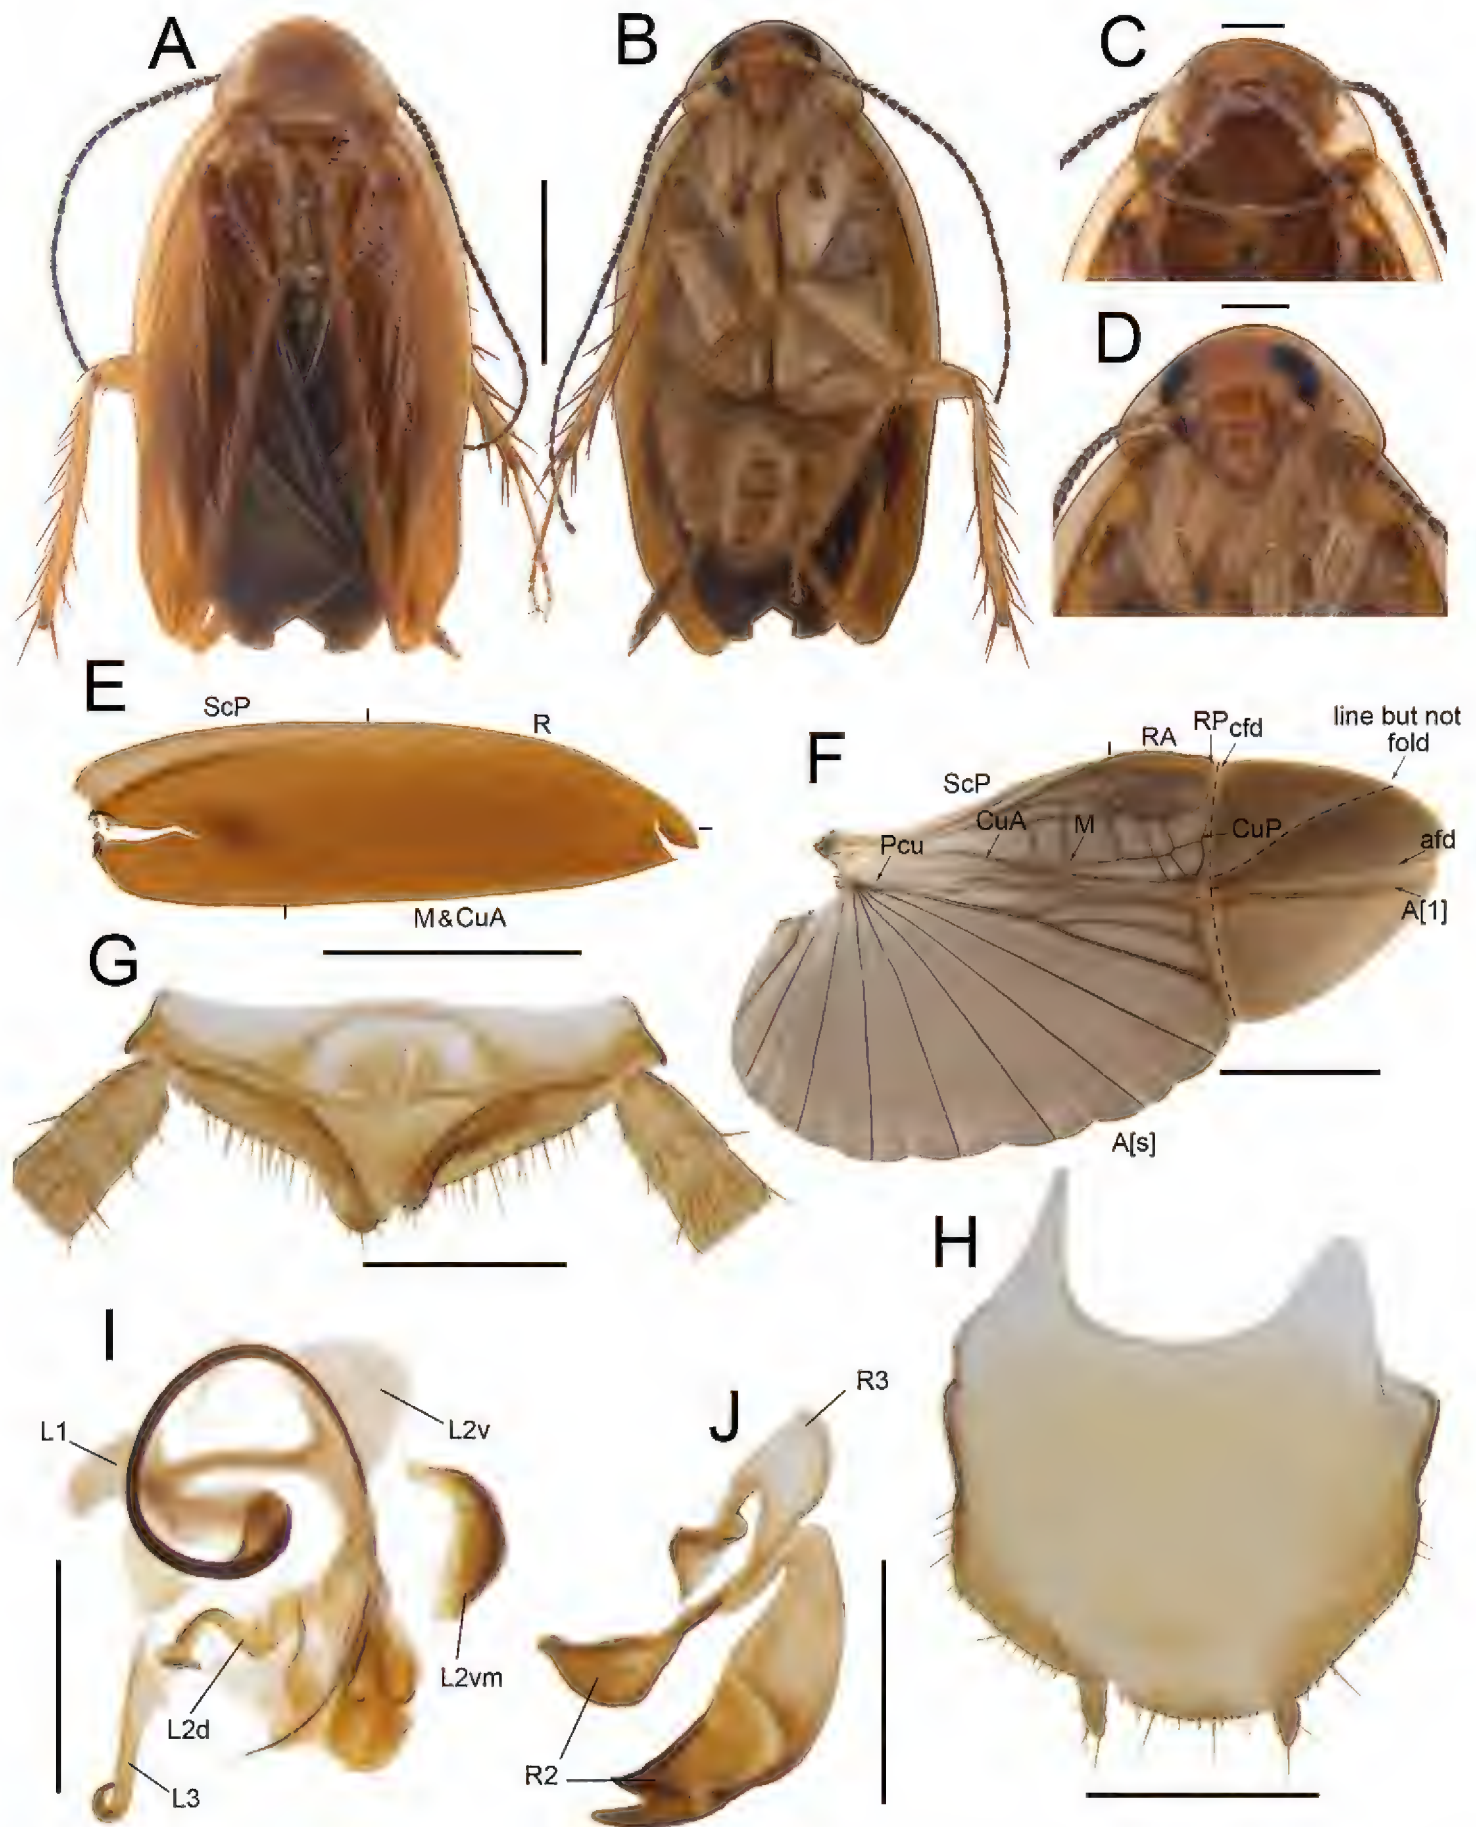 A
B
C
D
E
ScP
R
M & CuA
F
ScP
RA
RP
cfd
line but not
fold
CuA
M
CuP
Pcu
afd
A[1]
A[s]
G
H
I
L1
L2v
L2vm
L2d
L3
J
R3
R2